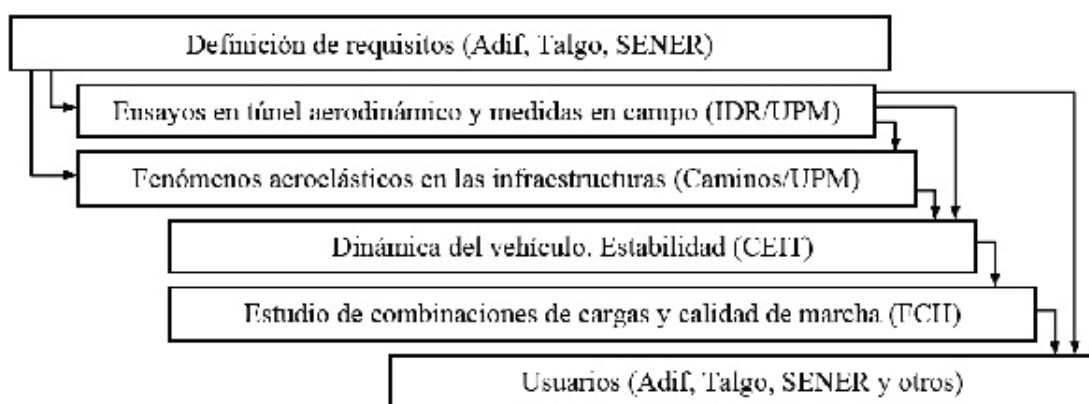 Definición de requisitos (Adif, Talgo, SENER)
Ensayos en túnel aerodinámico y medidas en campo (IDR/UPM)
Fenómenos aeroelásticos en las infraestructuras (Caminos/UPM)
Dinámica del vehículo. Estabilidad (CEIT)
Estudio de combinaciones de cargas y calidad de marcha (FCH)
Usuarios (Adif, Talgo, SENER y otros)